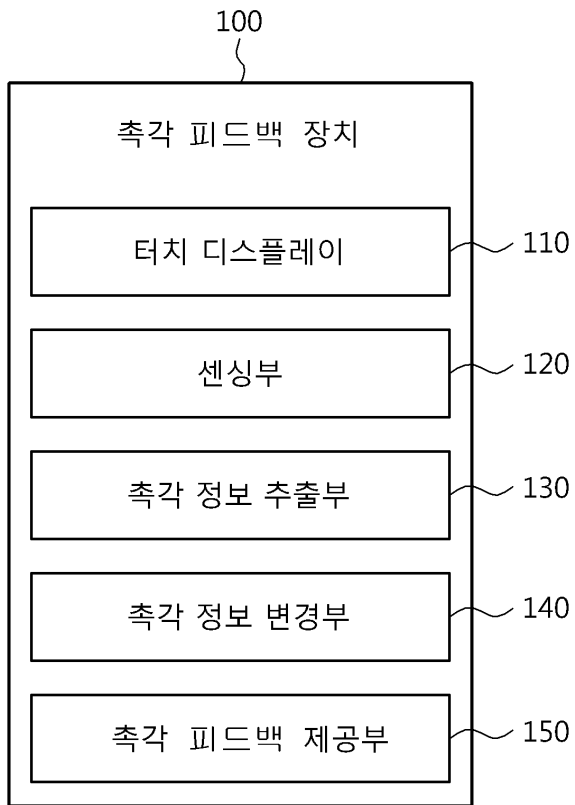 100
촉각 피드백 장치
터치 디스플레이 110
센싱부 120
촉각 정보 추출부 130
촉각 정보 변경부 140
촉각 피드백 제공부 150